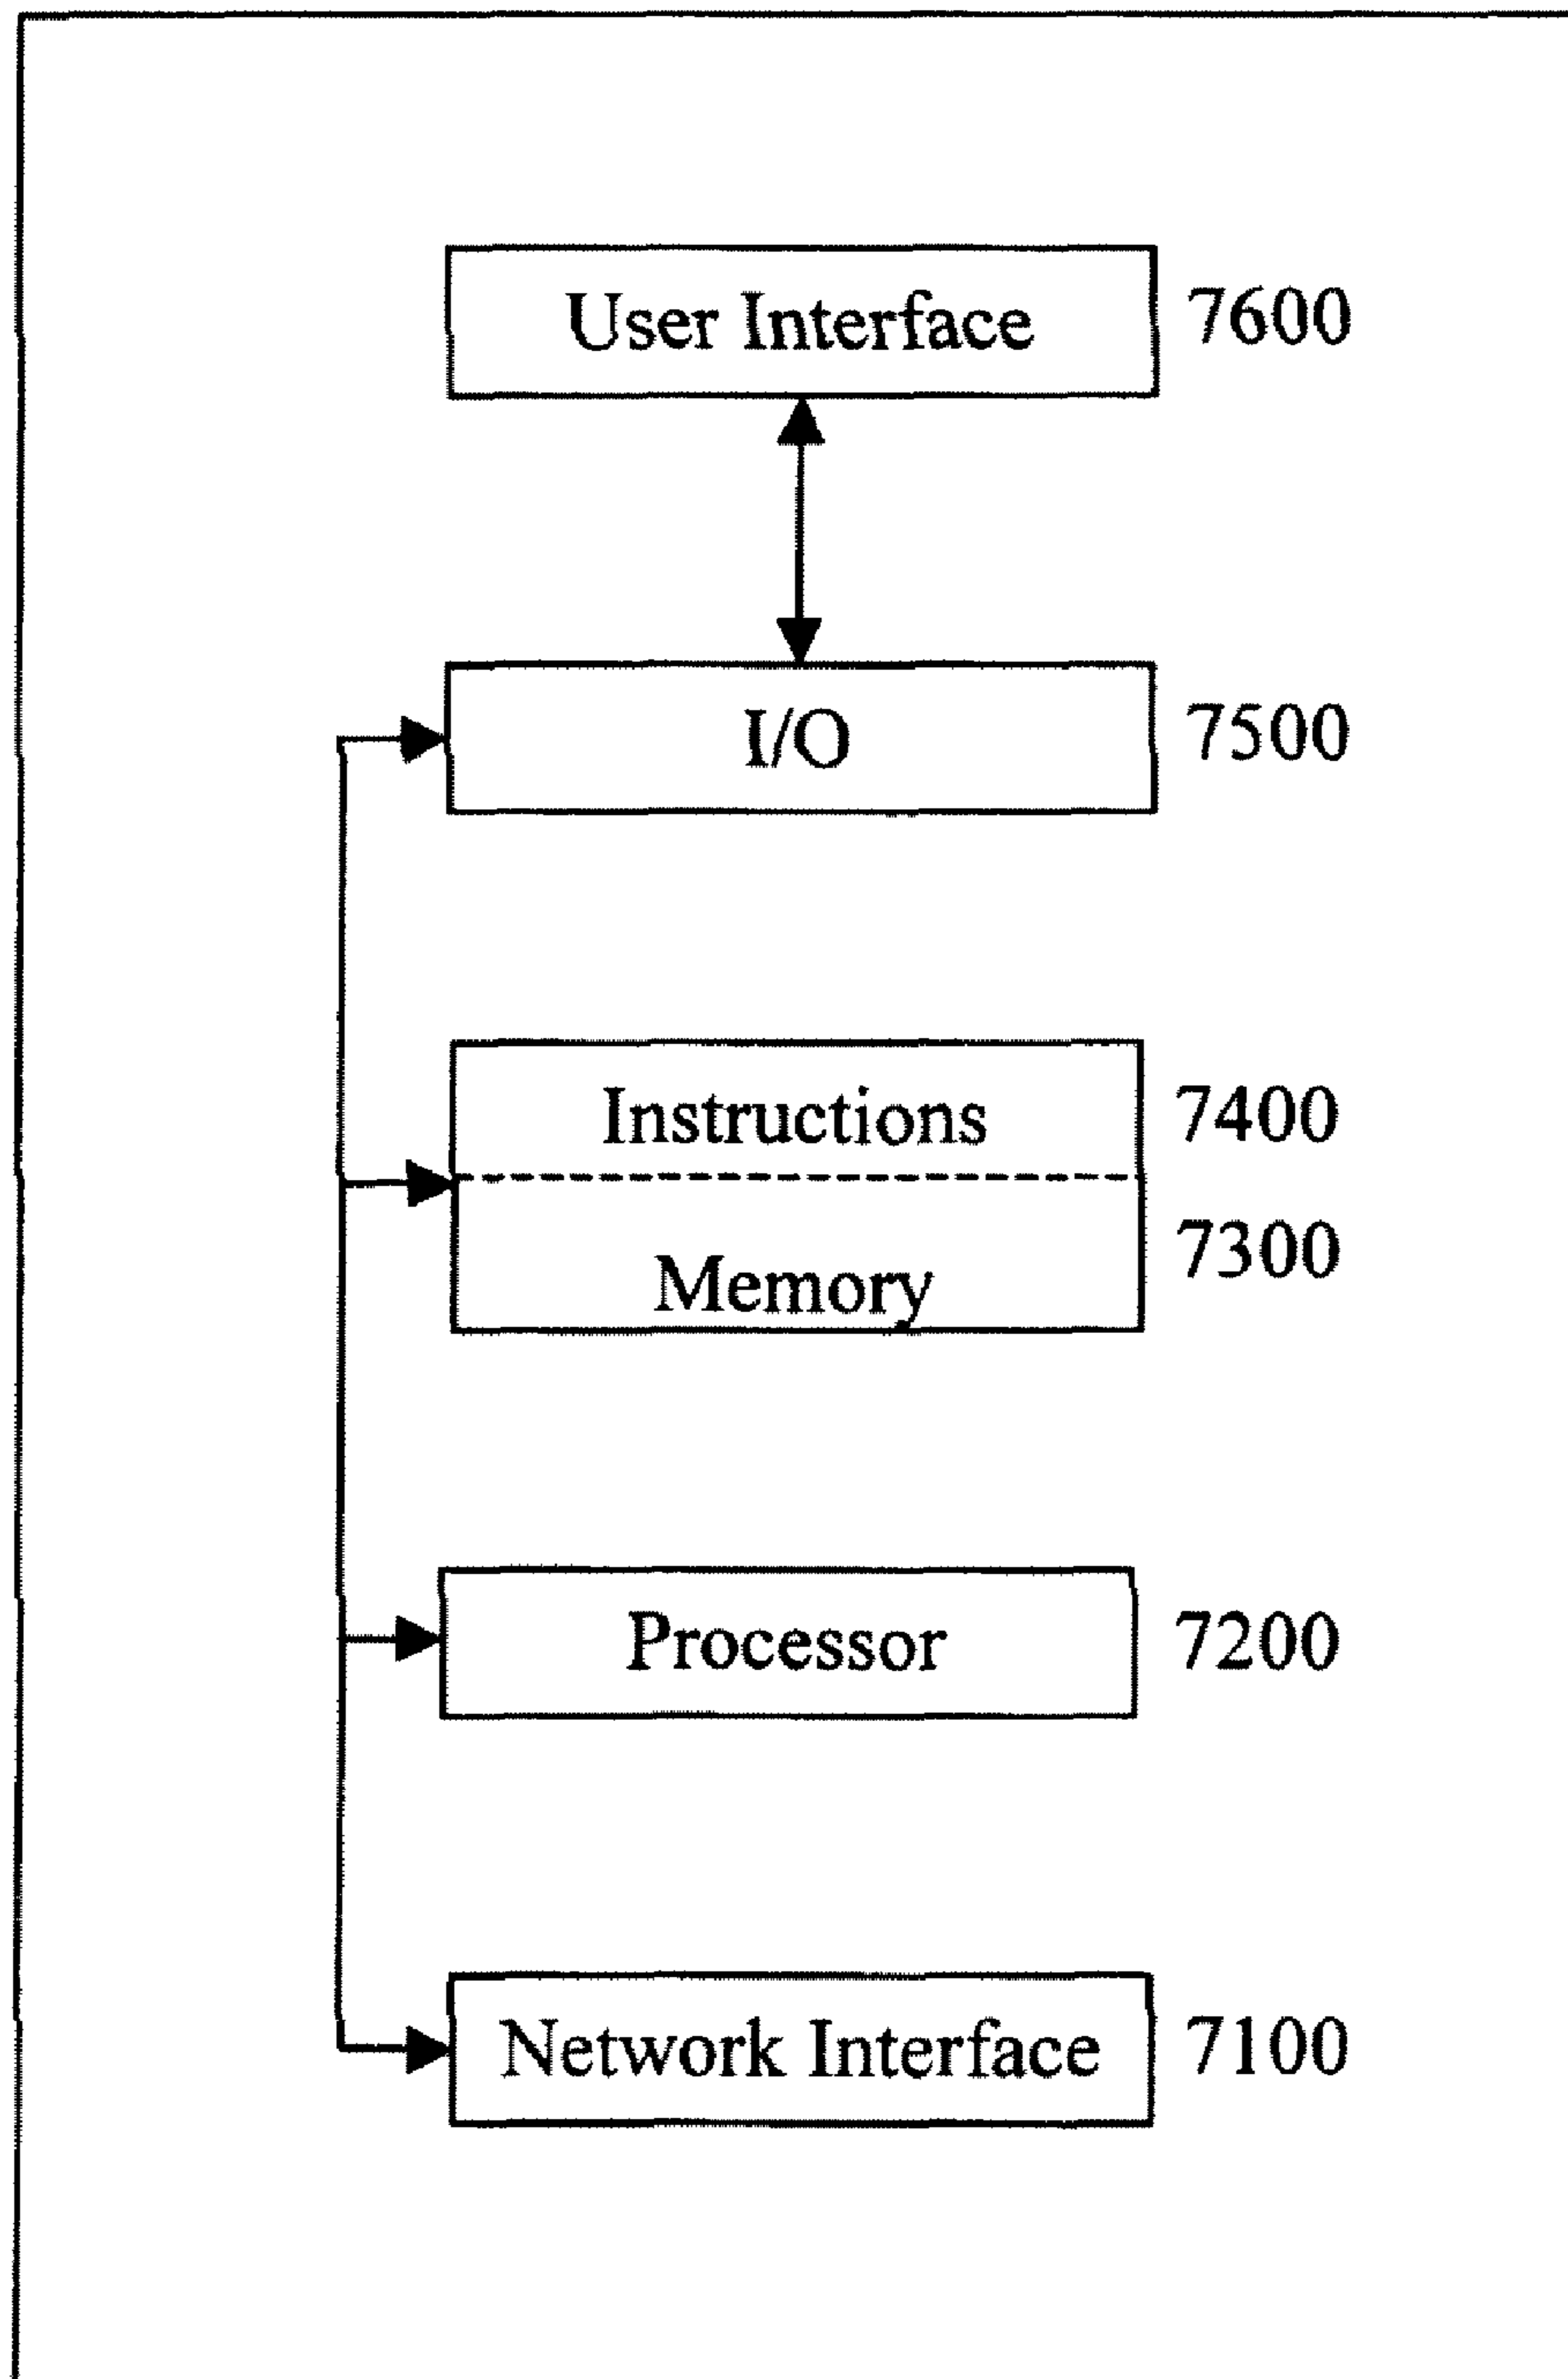 User Interface 7600
I/O 7500
Instructions 7400
Memory 7300
Processor 7200
Network Interface 7100